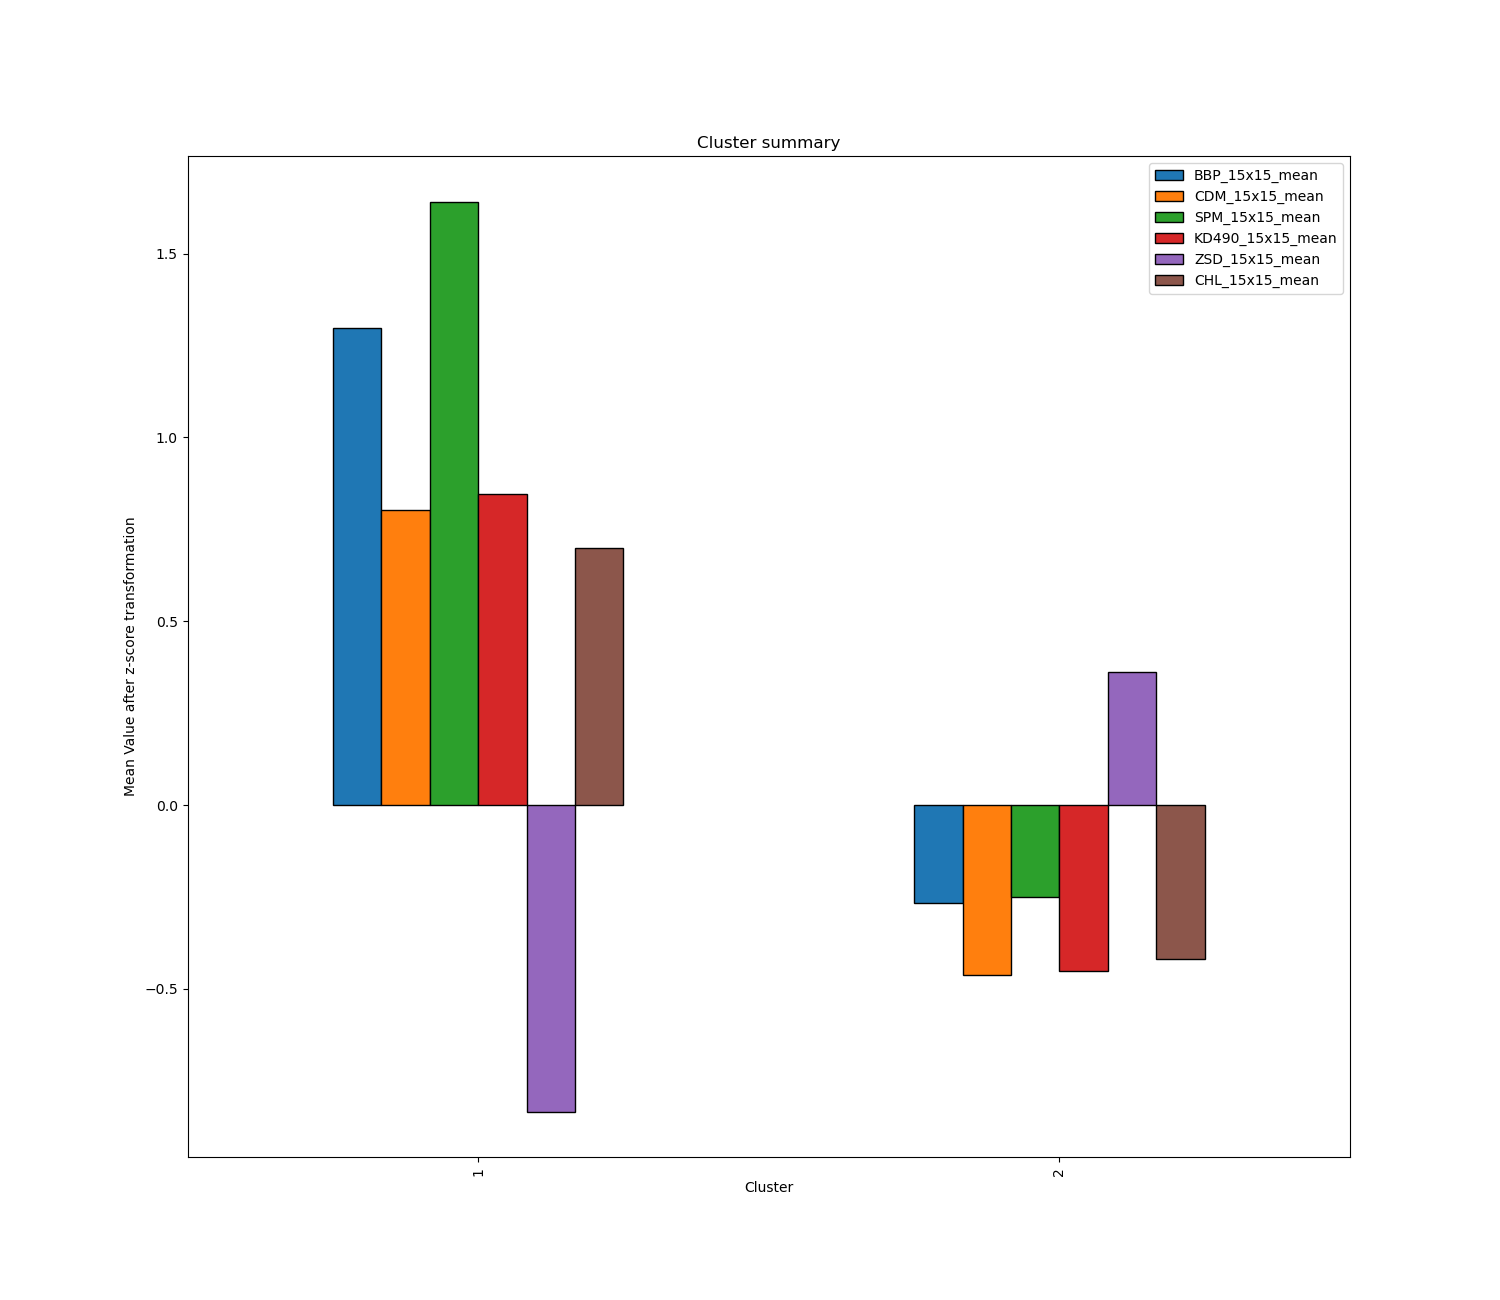 Cluster summary
BBP_15x15_mean
CDM_15x15_mean
SPM_15x15_mean
KD490_15x15_mean
ZSD_15x15_mean
CHL_15x15_mean
Mean Value after z-score transformation
1.5
1.0
0.5
0.0
−0.5
1
2
Cluster